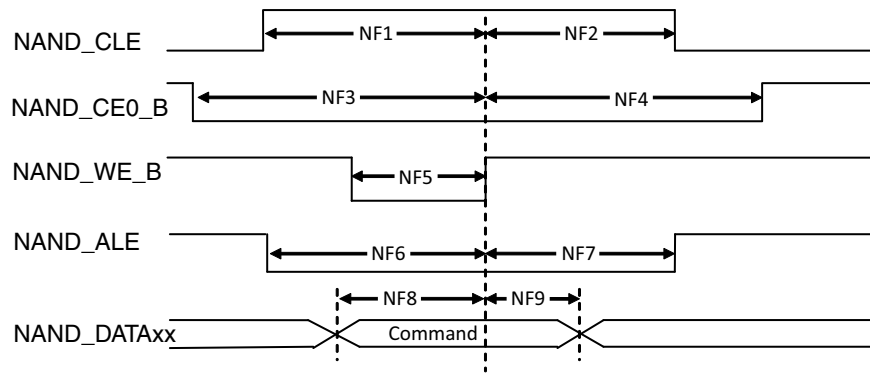 NAND_CLE
NF1
NF2
NAND_CE0_B
NF3
NF4
NAND_WE_B
NF5
NAND_ALE
NF6
NF7
NF8
NF9
NAND_DATAxx
Command